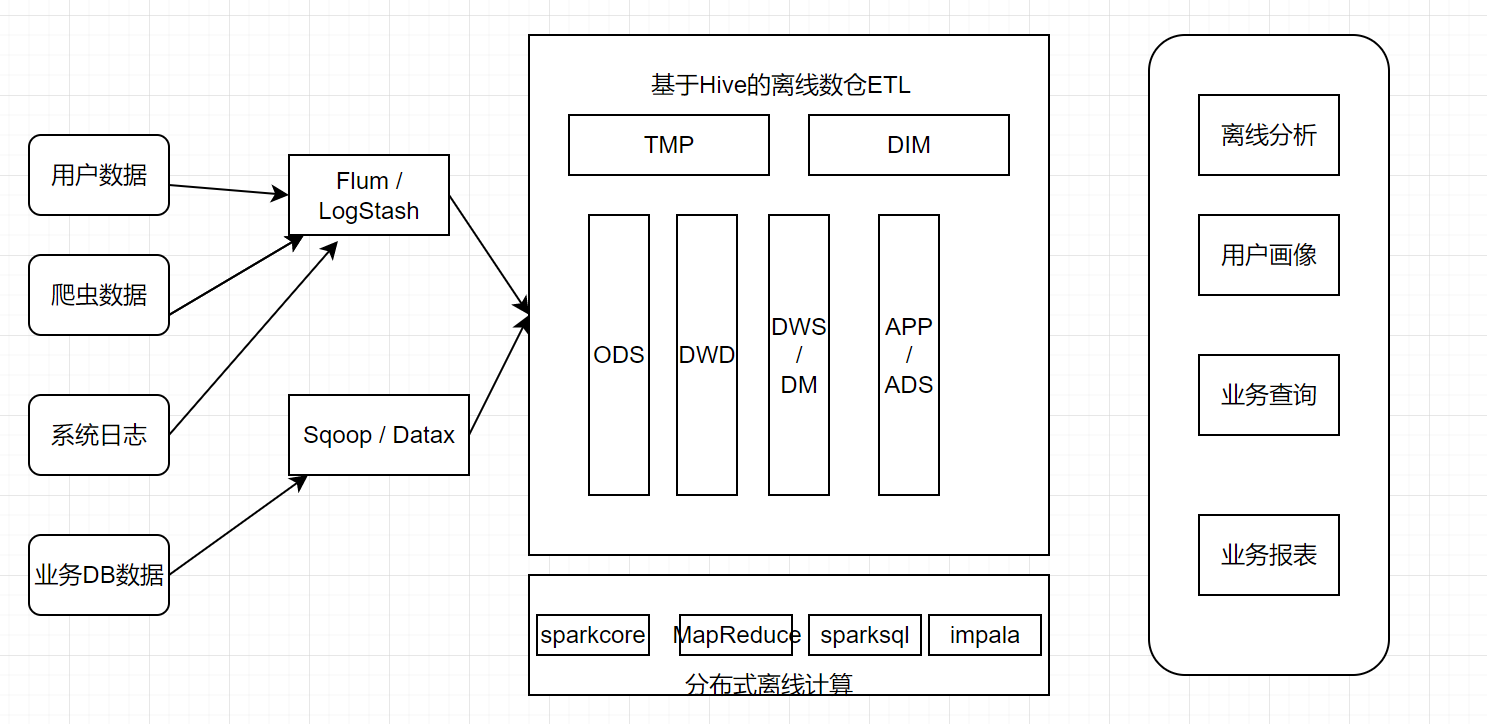 用户数据
爬虫数据
系统日志
业务DB数据
Flum /
LogStash
Sqoop / Datax
基于Hive的离线数仓ETL
TMP
DIM
ODS
DWD
DWS
/
DM
APP
/
ADS
sparkcore
MapReduce
sparksql
impala
分布式离线计算
离线分析
用户画像
业务查询
业务报表